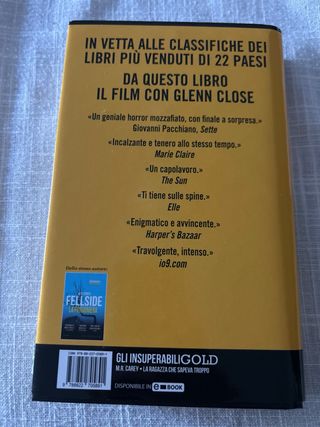 IN VETTA ALLE CLASSIFICHE DEI
LIBRI PIÙ VENDUTI DI 22 PAESI
DA QUESTO LIBRO
IL FILM CON GLENN CLOSE
«Un geniale horror mozzafiato, con finale a sorpresa.»
Giovanni Pacchiano, Sette
«Incalzante e tenero allo stesso tempo.»
Marie Claire
«Un capolavoro.»
The Sun
«Ti tiene sulle spine.»
Elle
«Enigmatico e avvincente.»
Harper's Bazaar
«Travolgente, intenso.»
io9.com
Dello stesso autore:
FELLSIDE
LA FORTEZZA
GLI INSUPERABILI GOLD
M.R. CAREY • LA RAGAZZA CHE SAPEVA TROPPO
DISPONIBILE IN e-BOOK